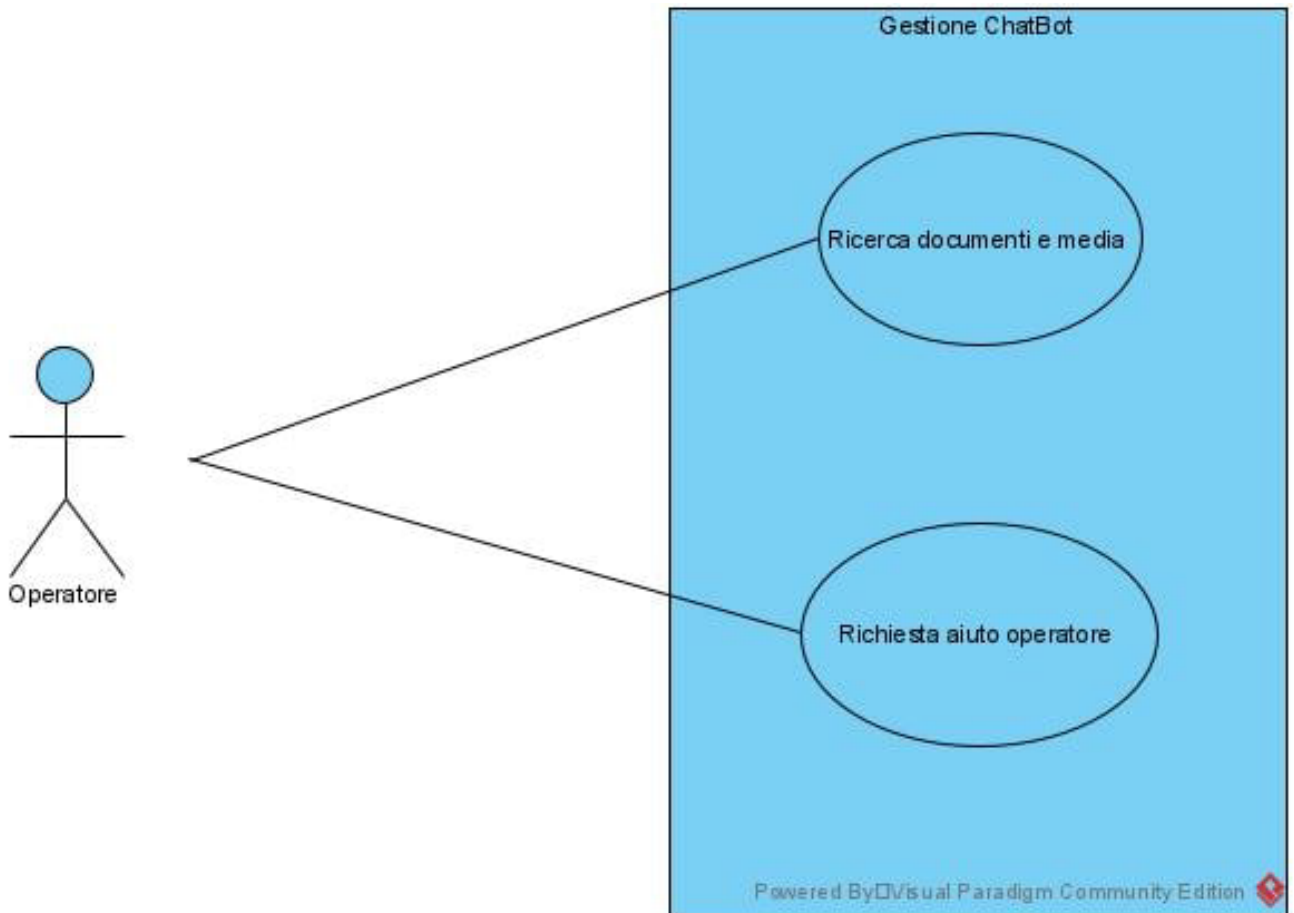 Gestione ChatBot
Ricerca documenti e media
Operatore
Richiesta aiuto operatore
Powered By□Visual Paradigm Community Edition